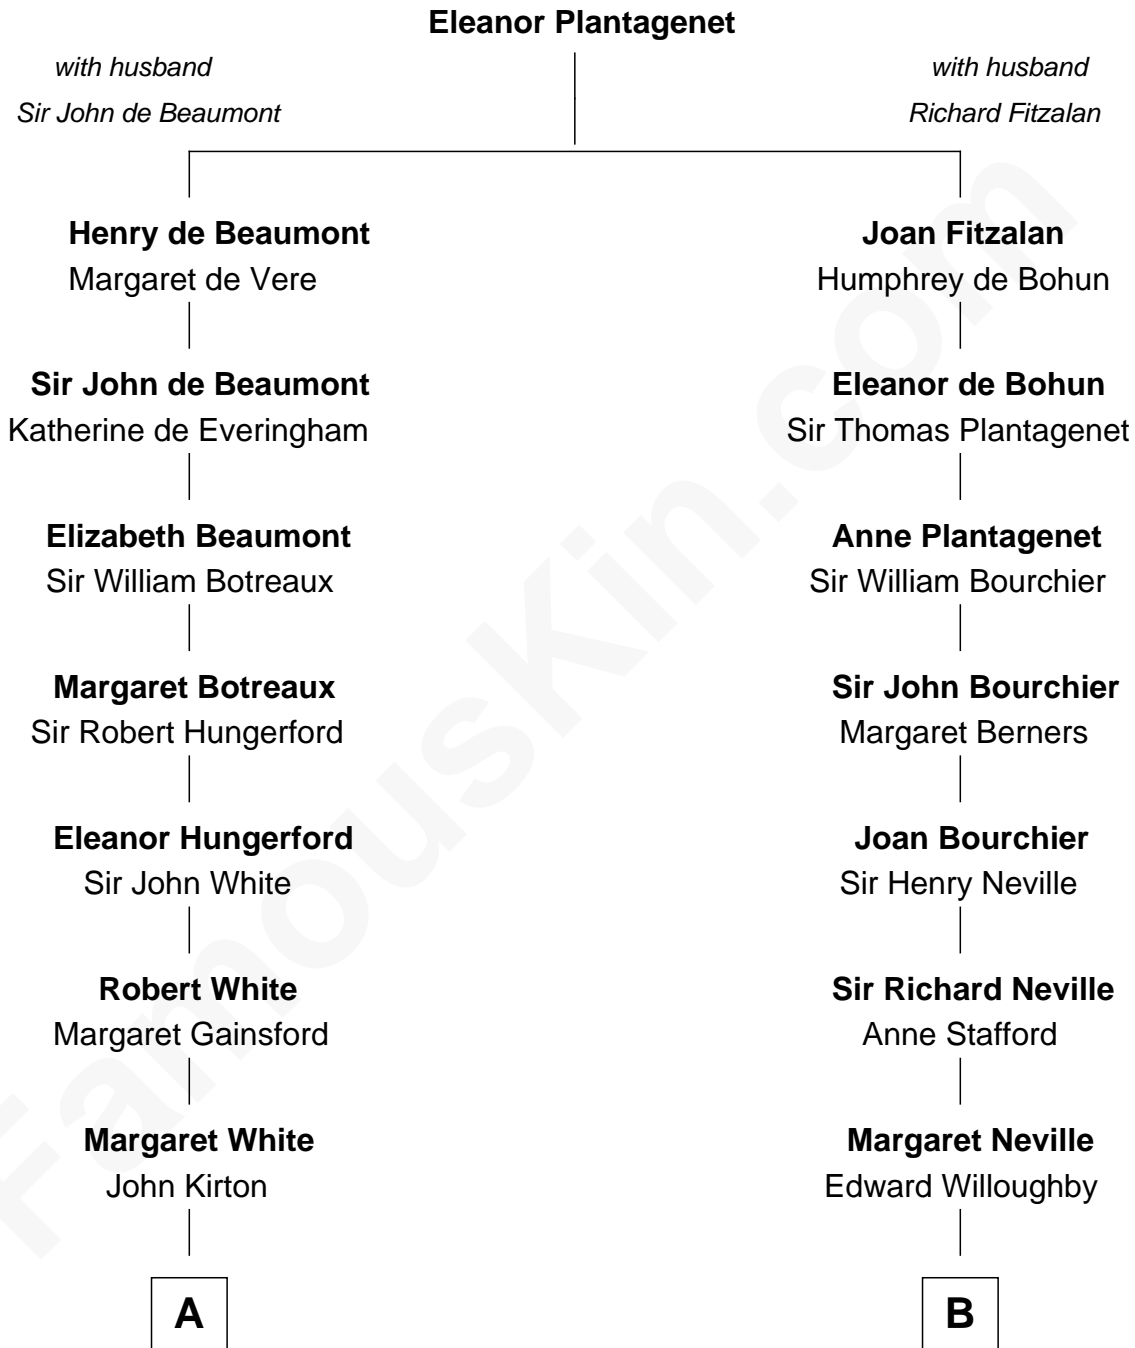 Eleanor Plantagenet
with husband
Sir John de Beaumont
with husband
Richard Fitzalan
Henry de Beaumont
Margaret de Vere
Joan Fitzalan
Humphrey de Bohun
Sir John de Beaumont
Katherine de Everingham
Eleanor de Bohun
Sir Thomas Plantagenet
Elizabeth Beaumont
Sir William Botreaux
Anne Plantagenet
Sir William Bourchier
Margaret Botreaux
Sir Robert Hungerford
Sir John Bourchier
Margaret Berners
Eleanor Hungerford
Sir John White
Joan Bourchier
Sir Henry Neville
Robert White
Margaret Gainsford
Sir Richard Neville
Anne Stafford
Margaret White
John Kirton
Margaret Neville
Edward Willoughby
A
B
FamousKin.com